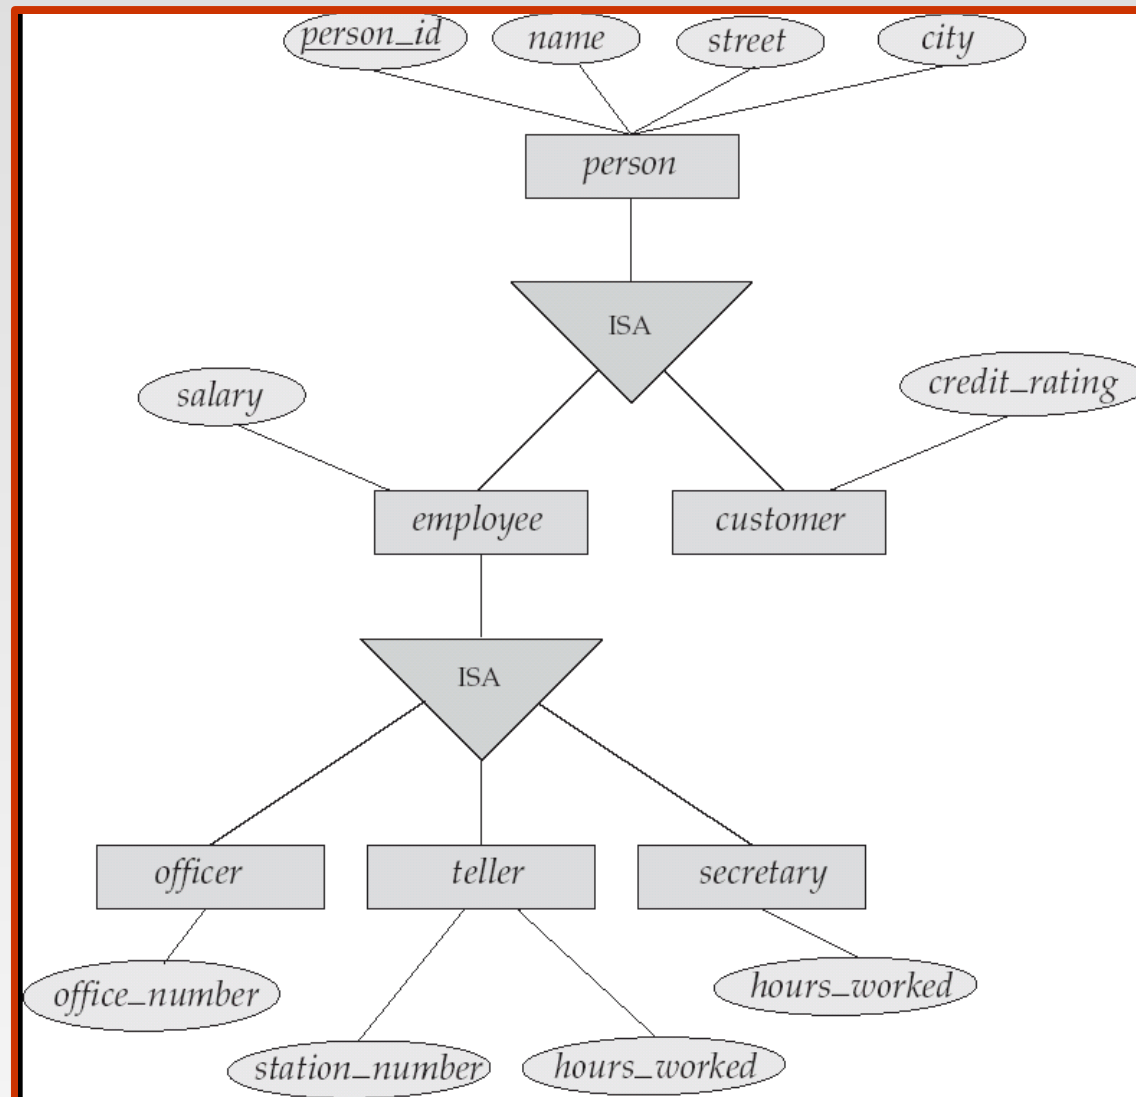 person_id
name
street
city
person
ISA
salary
credit_rating
employee
customer
ISA
officer
teller
secretary
office_number
hours_worked
station_number
hours_worked